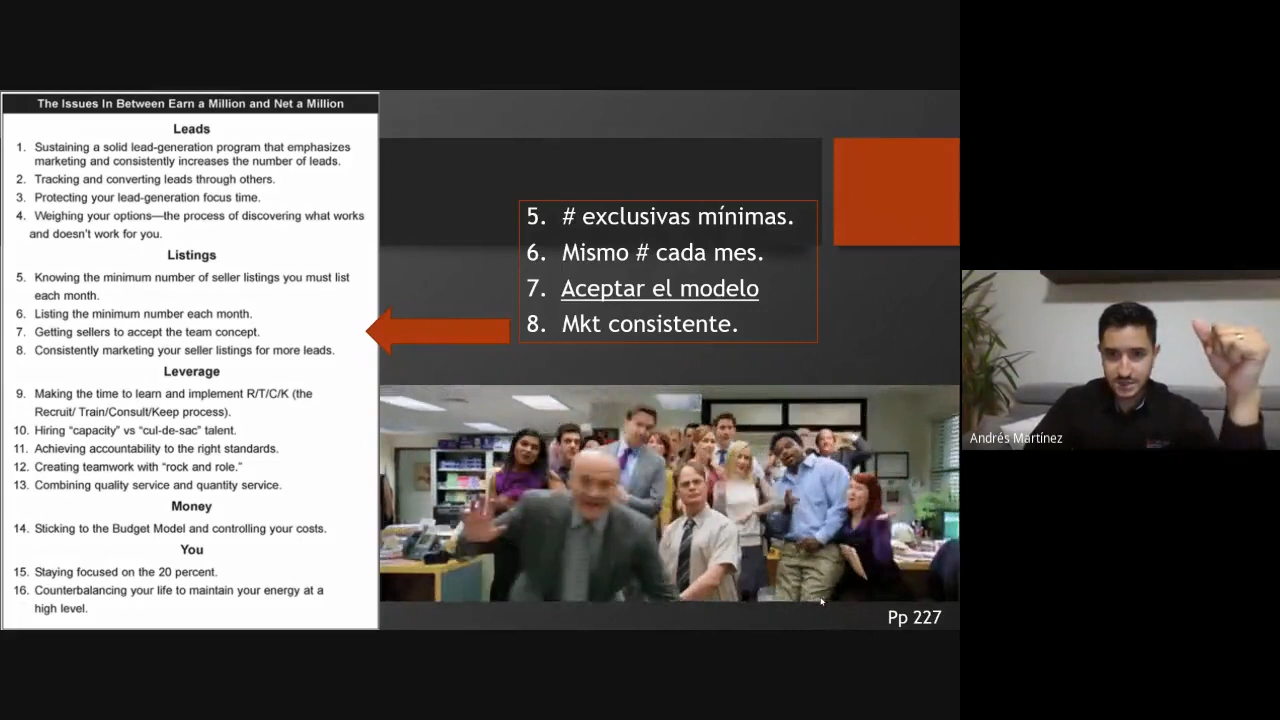 The Issues In Between Earn a Million and Net a Million
Leads
1. Sustaining a solid lead-generation program that emphasizes
marketing and consistently increases the number of leads.
2. Tracking and converting leads through others.
3. Protecting your lead-generation focus time.
4. Weighing your options—the process of discovering what works
and doesn't work for you.
Listings
5. Knowing the minimum number of seller listings you must list
each month.
6. Listing the minimum number each month.
7. Getting sellers to accept the team concept.
8. Consistently marketing your seller listings for more leads.
Leverage
9. Making the time to learn and implement R/T/C/K (the
Recruit/ Train/Consult/Keep process).
10. Hiring “capacity” vs “cul-de-sac” talent.
11. Achieving accountability to the right standards.
12. Creating teamwork with “rock and role.”
13. Combining quality service and quantity service.
Money
14. Sticking to the Budget Model and controlling your costs.
You
15. Staying focused on the 20 percent.
16. Counterbalancing your life to maintain your energy at a
high level.
5. # exclusivas mínimas.
6. Mismo # cada mes.
7. Aceptar el modelo
8. Mkt consistente.
Pp 227
Andrés Martínez